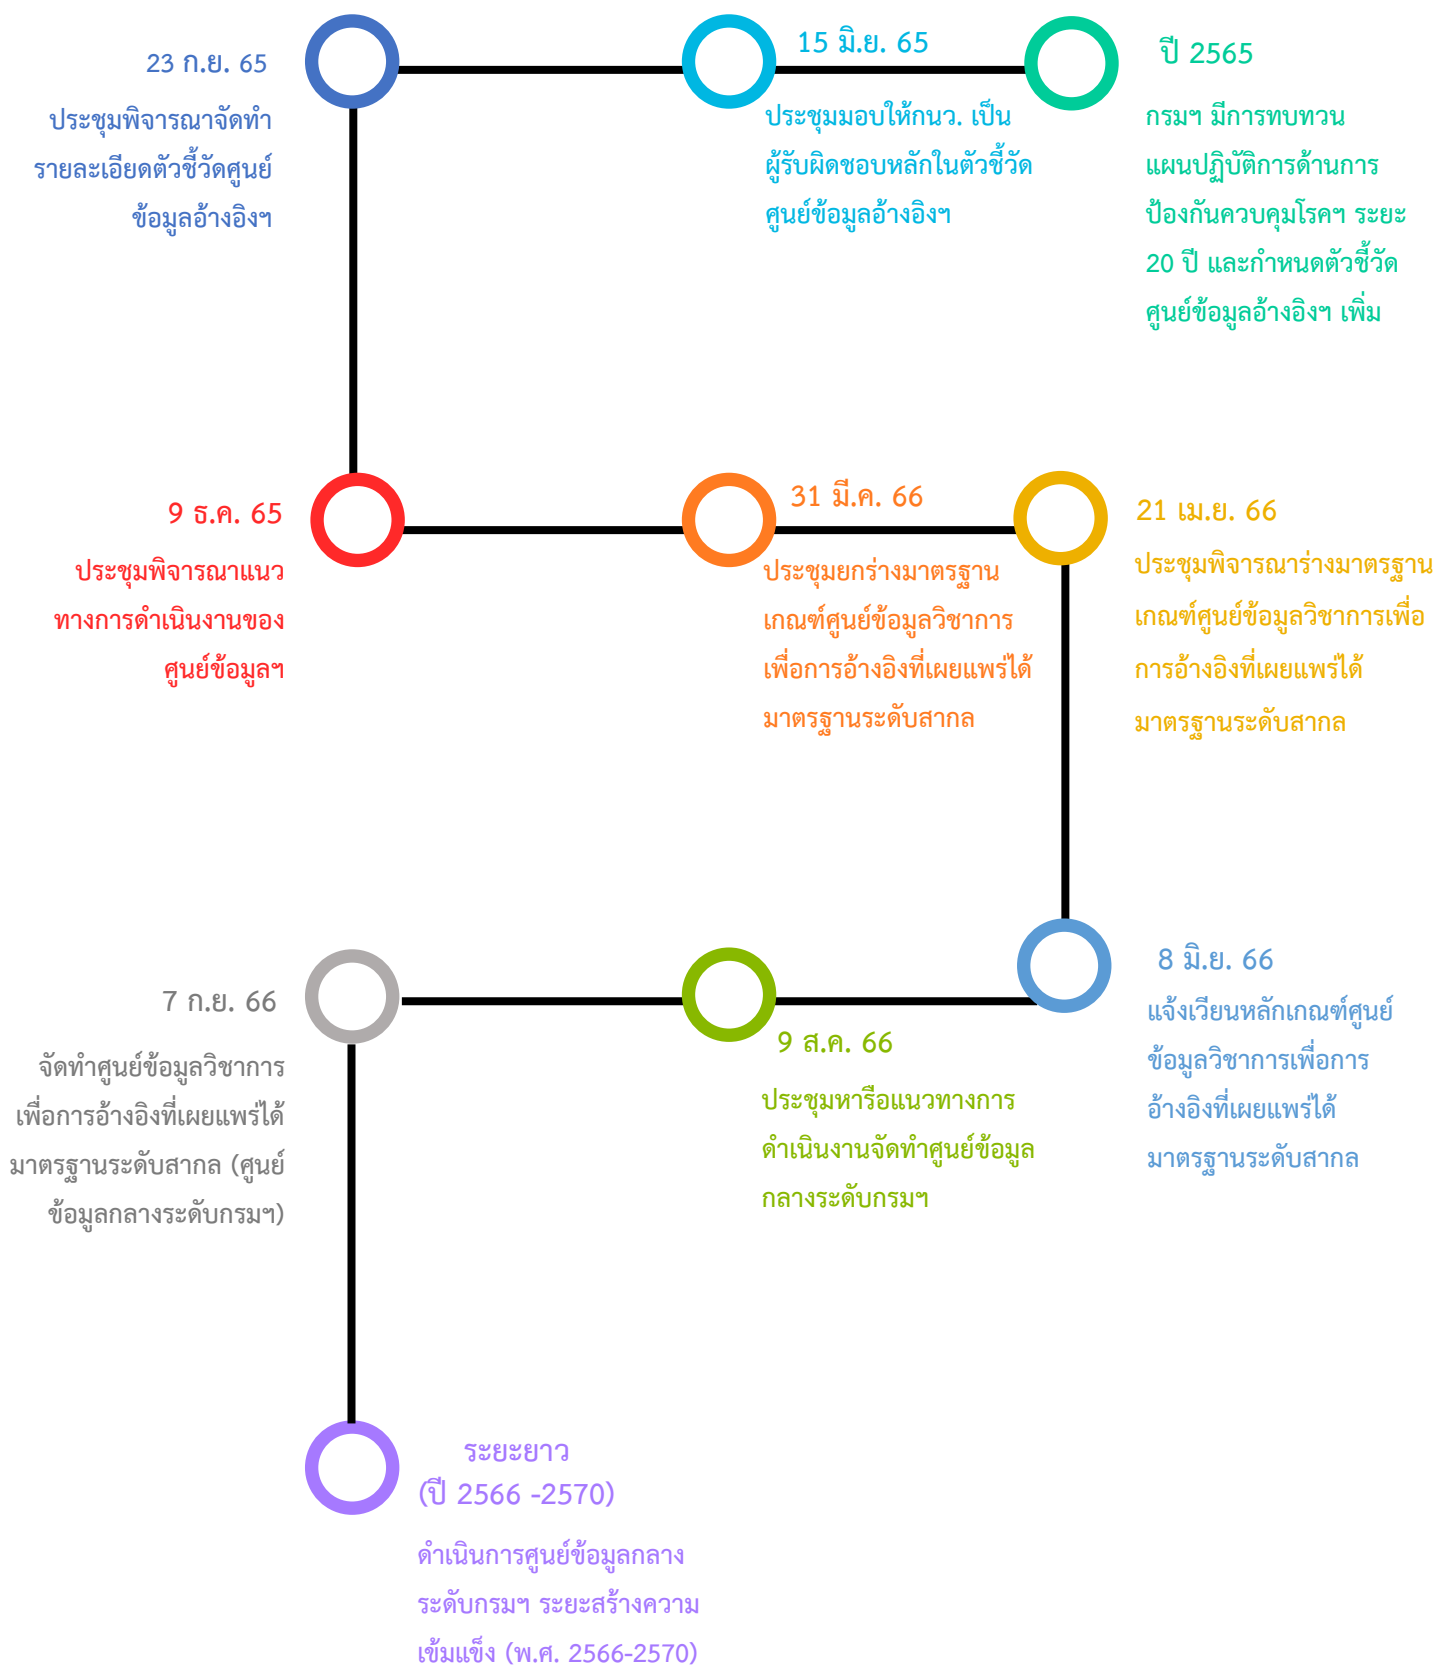 23 ก.ย. 65
ประชุมพิจารณาจัดทำ
รายละเอียดตัวชี้วัดศูนย์
ข้อมูลอ้างอิงฯ
15 มิ.ย. 65
ประชุมมอบให้กนว. เป็น
ผู้รับผิดชอบหลักในตัวชี้วัด
ศูนย์ข้อมูลอ้างอิงฯ
ปี 2565
กรมฯ มีการทบทวน
แผนปฏิบัติการด้านการ
ป้องกันควบคุมโรคฯ ระยะ
20 ปี และกำหนดตัวชี้วัด
ศูนย์ข้อมูลอ้างอิงฯ เพิ่ม
9 ธ.ค. 65
ประชุมพิจารณาแนว
ทางการดำเนินงานของ
ศูนย์ข้อมูลฯ
31 มี.ค. 66
ประชุมยกร่างมาตรฐาน
เกณฑ์ศูนย์ข้อมูลวิชาการ
เพื่อการอ้างอิงที่เผยแพร่ได้
มาตรฐานระดับสากล
21 เม.ย. 66
ประชุมพิจารณาร่างมาตรฐาน
เกณฑ์ศูนย์ข้อมูลวิชาการเพื่อ
การอ้างอิงที่เผยแพร่ได้
มาตรฐานระดับสากล
7 ก.ย. 66
จัดทำศูนย์ข้อมูลวิชาการ
เพื่อการอ้างอิงที่เผยแพร่ได้
มาตรฐานระดับสากล (ศูนย์
ข้อมูลกลางระดับกรมฯ)
9 ส.ค. 66
ประชุมหารือแนวทางการ
ดำเนินงานจัดทำศูนย์ข้อมูล
กลางระดับกรมฯ
8 มิ.ย. 66
แจ้งเวียนหลักเกณฑ์ศูนย์
ข้อมูลวิชาการเพื่อการ
อ้างอิงที่เผยแพร่ได้
มาตรฐานระดับสากล
ระยะยาว
(ปี 2566 -2570)
ดำเนินการศูนย์ข้อมูลกลาง
ระดับกรมฯ ระยะสร้างความ
เข้มแข็ง (พ.ศ. 2566-2570)